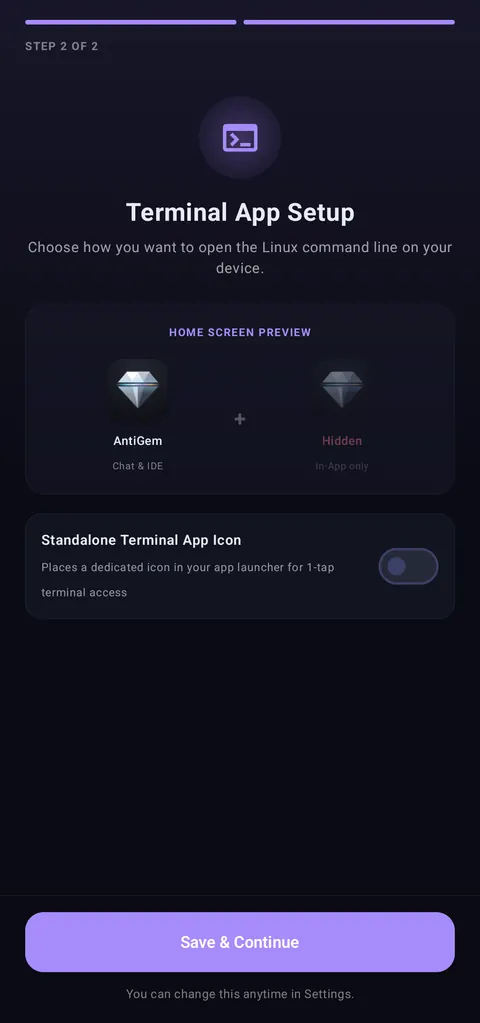 STEP 2 OF 2
Terminal App Setup
Choose how you want to open the Linux command line on your
device.
HOME SCREEN PREVIEW
+
AntiGem
Hidden
Chat & IDE
In-App only
Standalone Terminal App Icon
Places a dedicated icon in your app launcher for 1-tap
terminal access
Save & Continue
You can change this anytime in Settings.